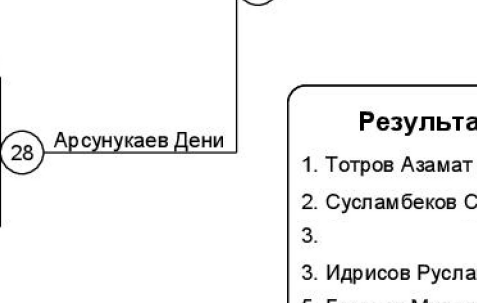 28 Арсунукаев Дени
Результа
1. Тотров Азамат
2. Сусламбеков С
3.
3. Идрисов Русла